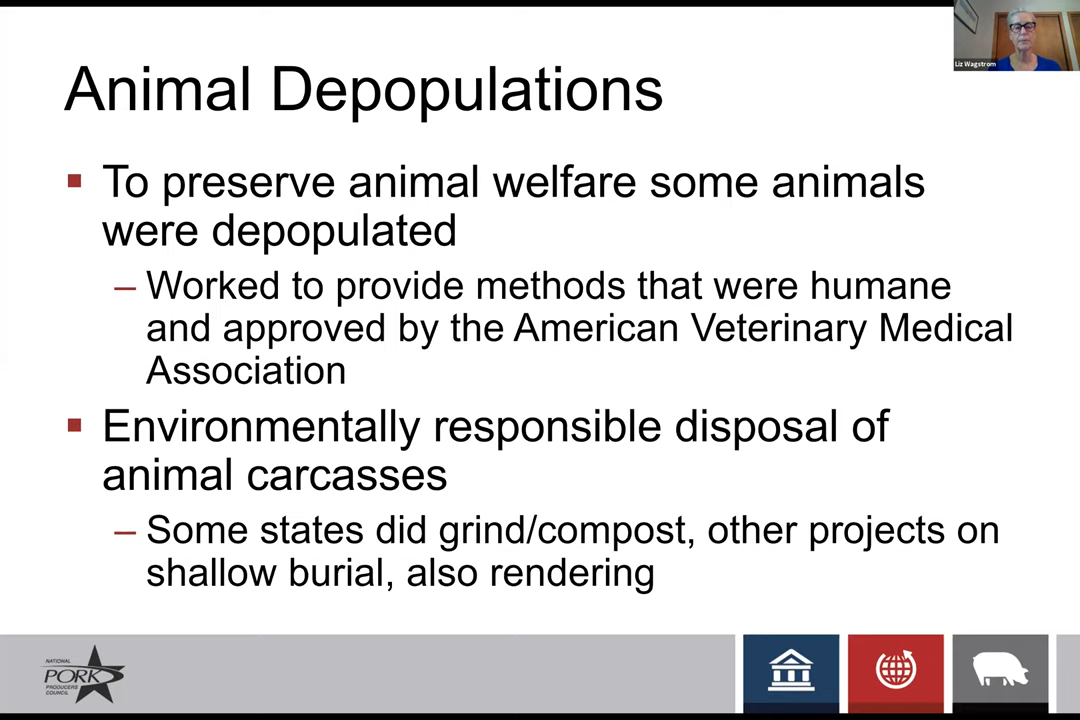 Liz Wagstrom
Animal Depopulations
To preserve animal welfare some animals
were depopulated
– Worked to provide methods that were humane
and approved by the American Veterinary Medical
Association
Environmentally responsible disposal of
animal carcasses
– Some states did grind/compost, other projects on
shallow burial, also rendering
NATIONAL
PORK
PRODUCERS
COUNCIL